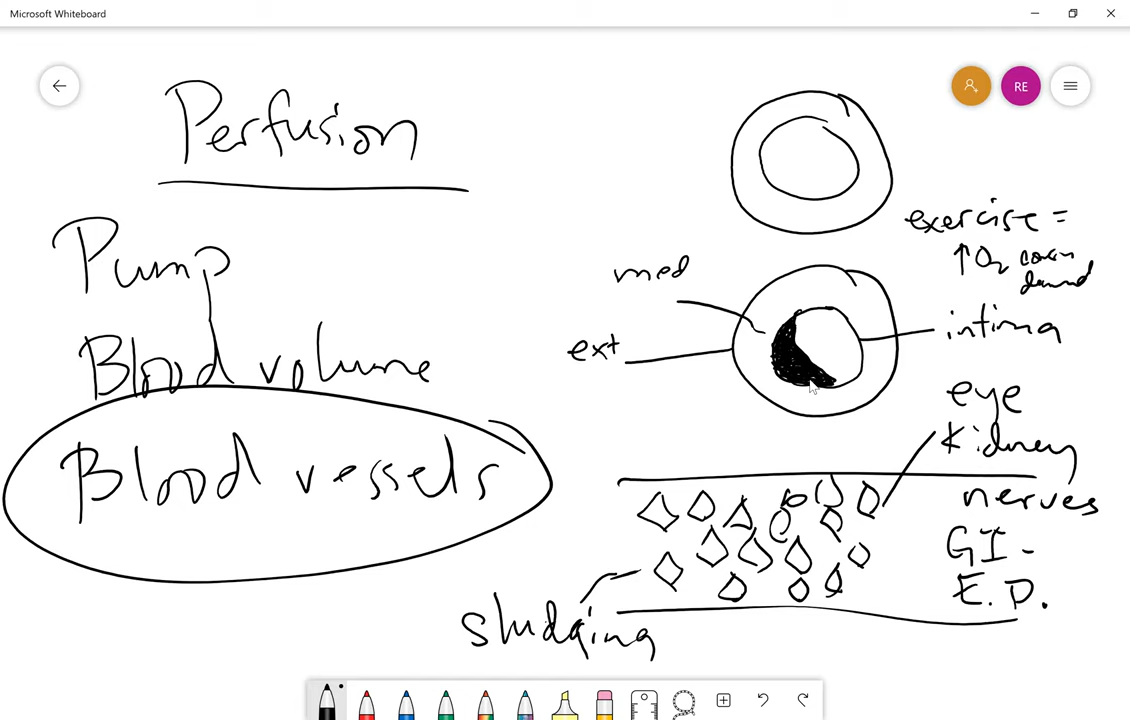 Microsoft Whiteboard
RE
Perfusion
Pump
Blood volume
Blood vessels
exercise =
↑O2
demand
med
ext
intima
eye
Kidney
nerves
GI -
E.D.
sludging